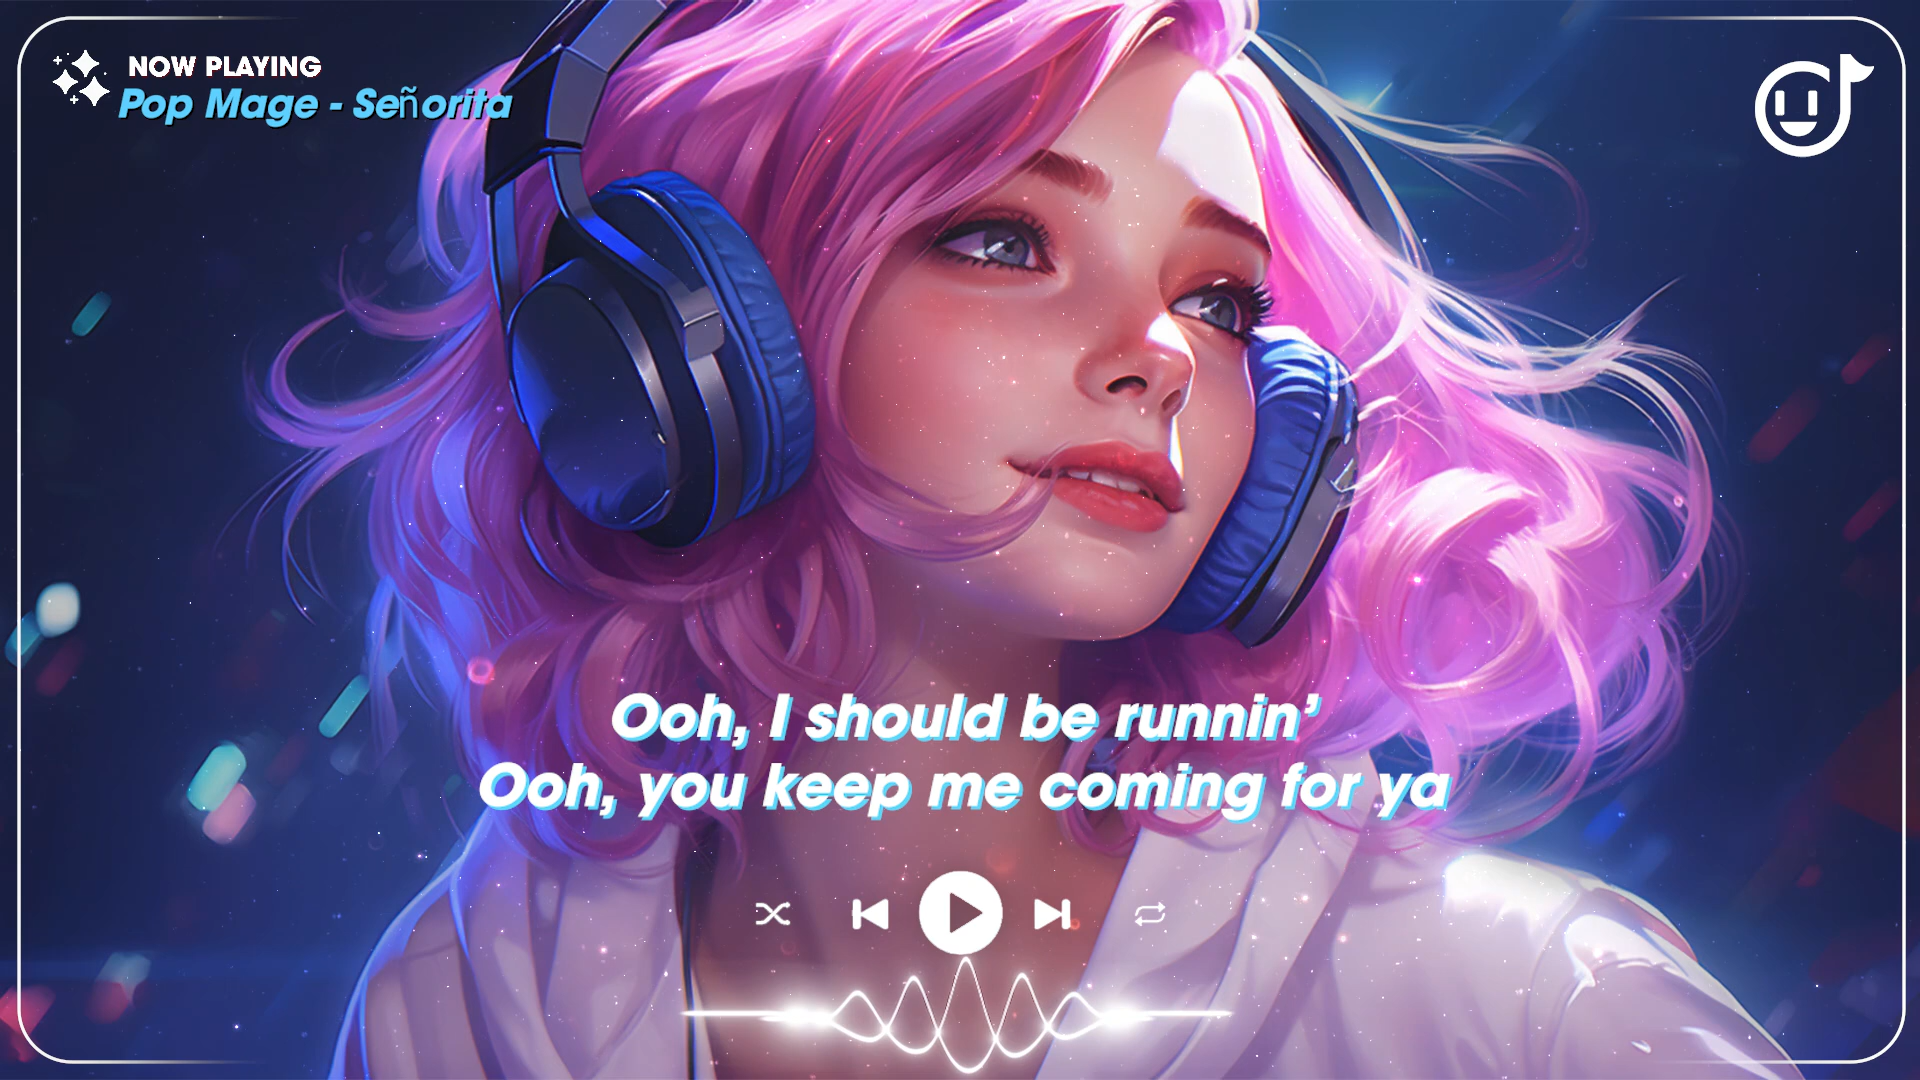 NOW PLAYING
Pop Mage - Señorita
Ooh, I should be runnin’
Ooh, you keep me coming for ya